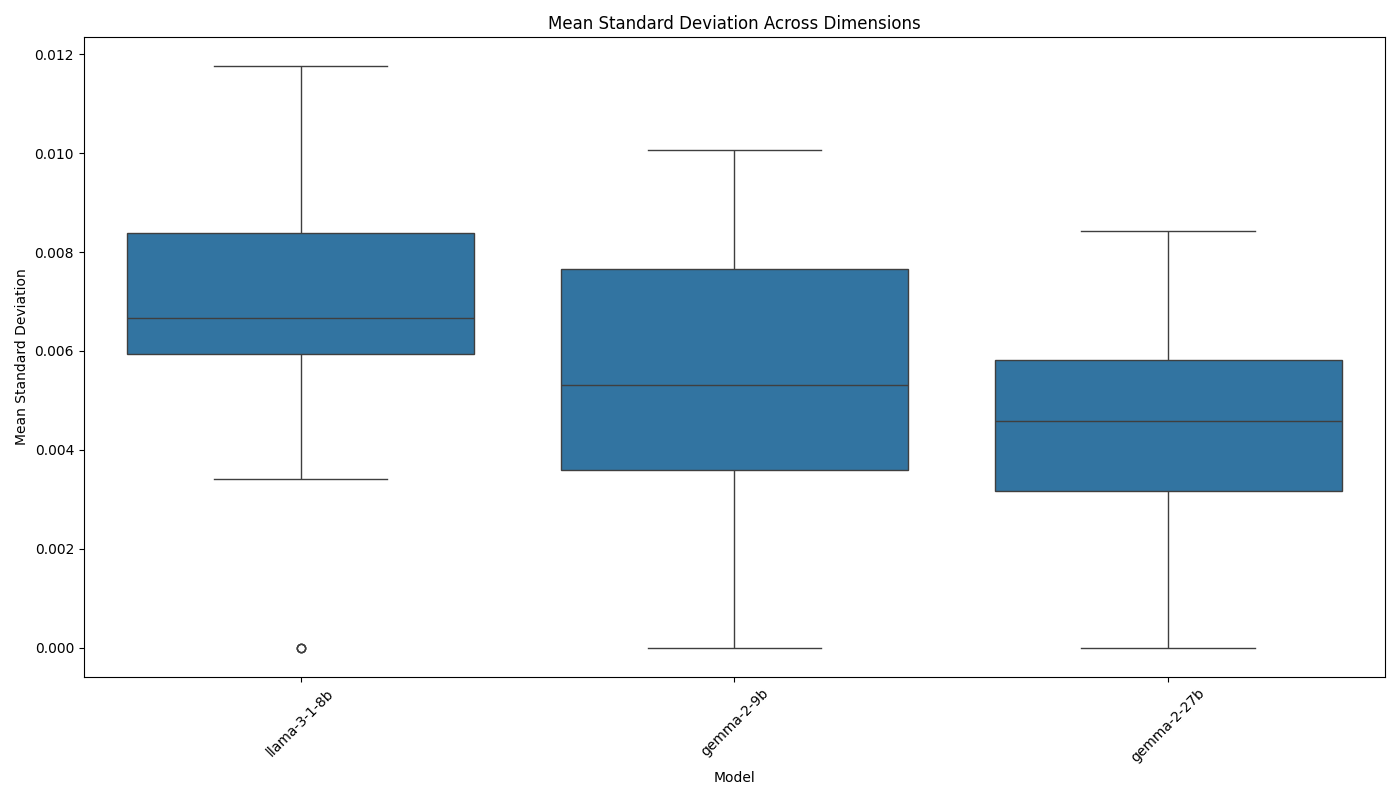 Mean Standard Deviation Across Dimensions
0.012
0.010
0.008
0.006
0.004
0.002
0.000
Mean Standard Deviation
llama-3-1-8b
gemma-2-9b
gemma-2-27b
Model